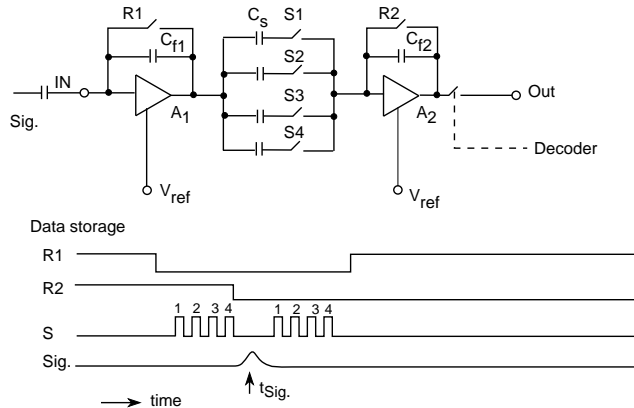 R1
Cf1
IN
Sig.
A1
Vref
Cs
S1
S2
S3
S4
R2
Cf2
A2
Vref
Out
Decoder
Data storage
R1
R2
1 2 3 4 1 2 3 4
S
Sig.
tSig.
time